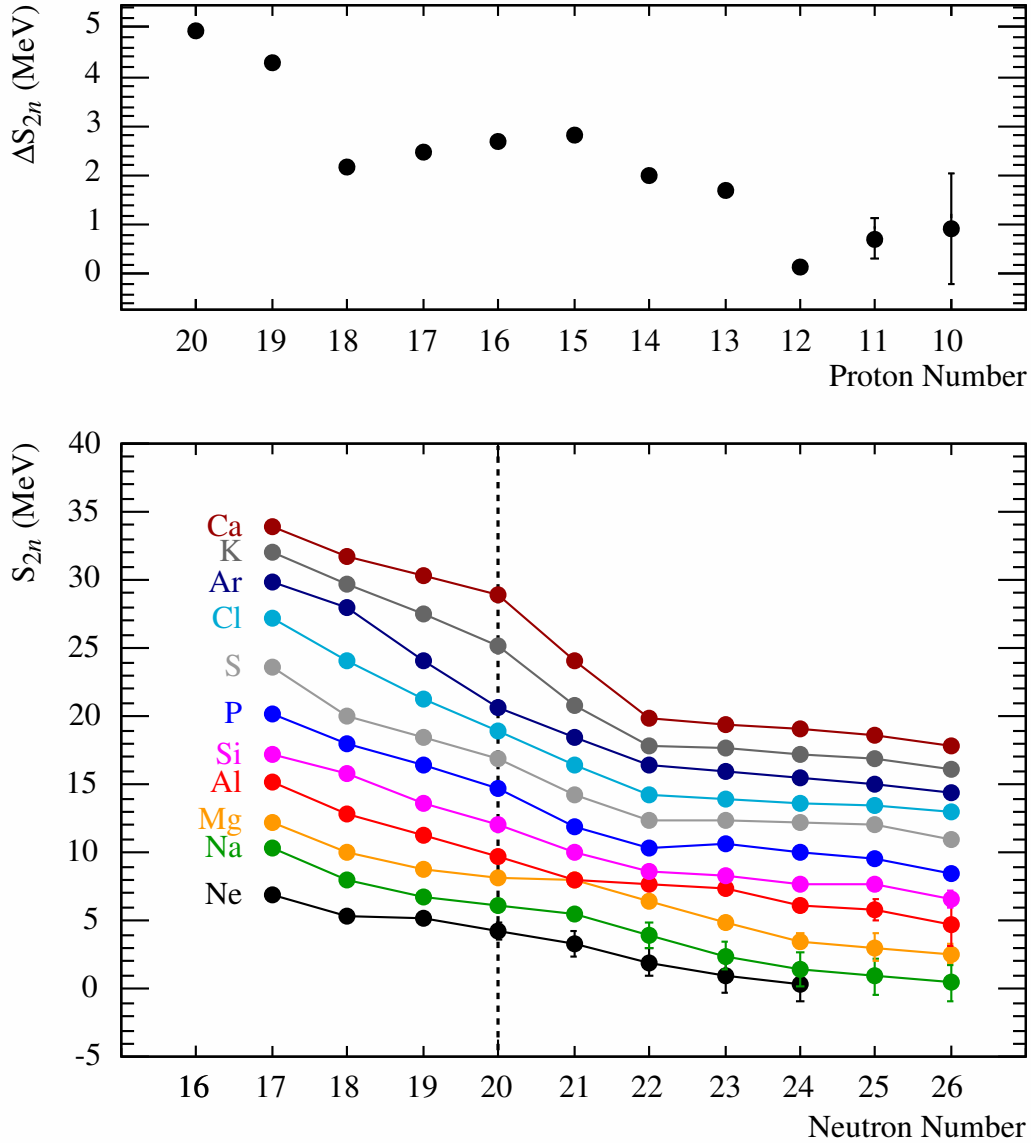 ΔS2n (MeV)
5
4
3
2
1
0
20 19 18 17 16 15 14 13 12 11 10
Proton Number
S2n (MeV)
40
35
30
25
20
15
10
5
0
-5
Ca
K
Ar
Cl
S
P
Si
Al
Mg
Na
Ne
16 17 18 19 20 21 22 23 24 25 26
Neutron Number